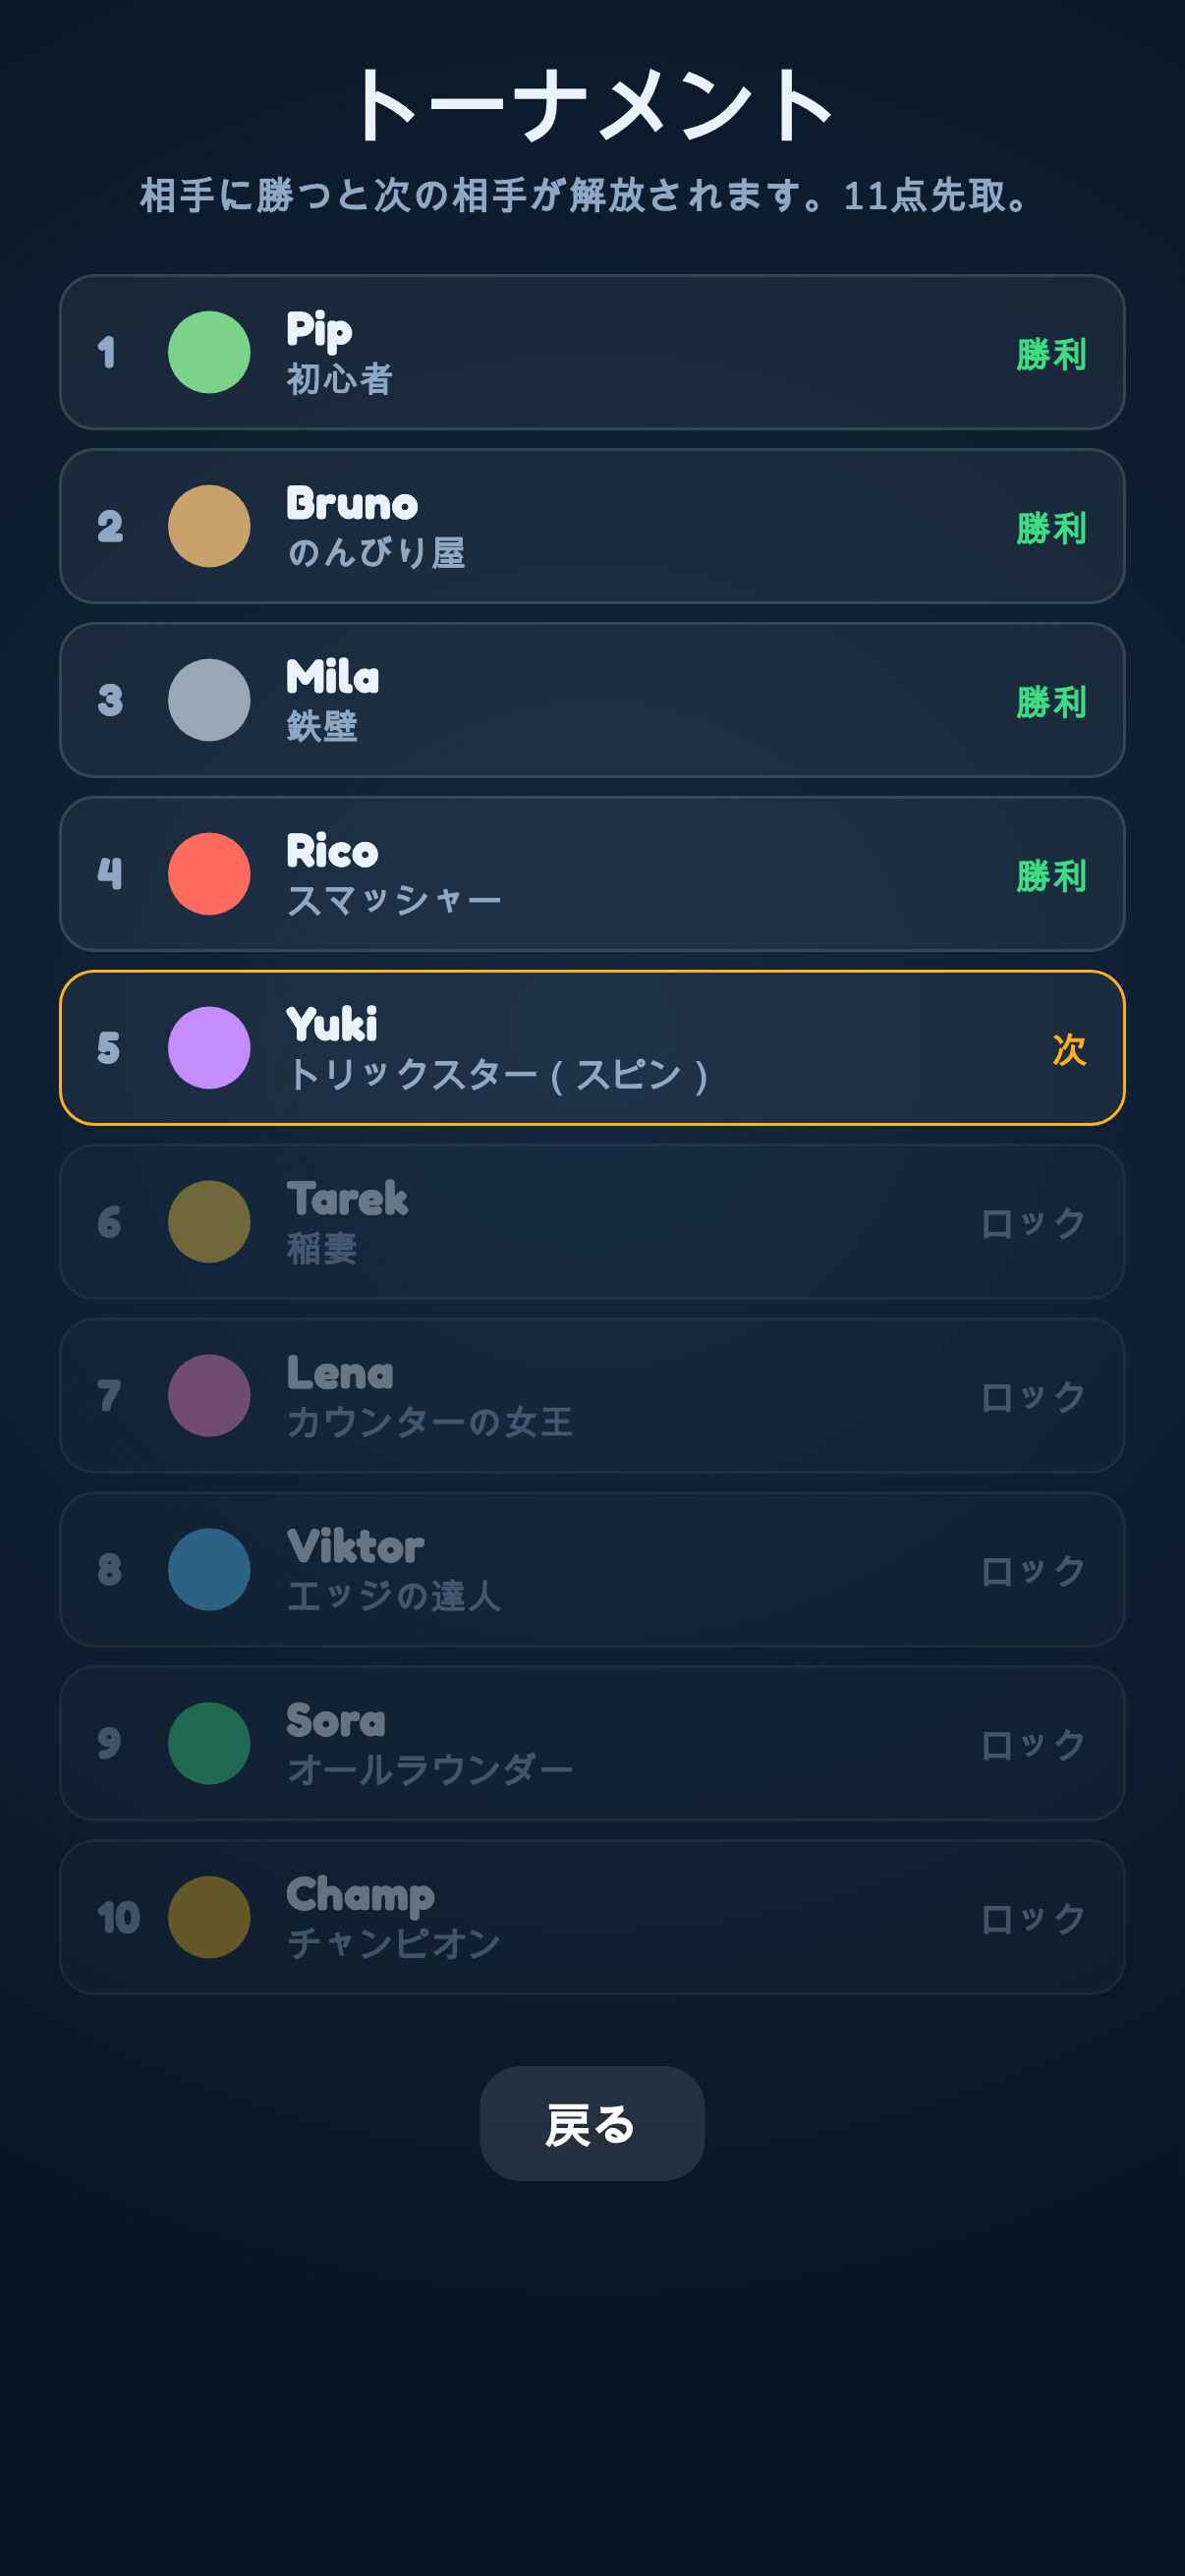 トーナメント
相手に勝つと次の相手が解放されます。11点先取。
1
Pip
初心者
勝利
2
Bruno
のんびり屋
勝利
3
Mila
鉄壁
勝利
4
Rico
スマッシャー
勝利
5
Yuki
トリックスター(スピン)
次
6
Tarek
稲妻
ロック
7
Lena
カウンターの女王
ロック
8
Viktor
エッジの達人
ロック
9
Sora
オールラウンダー
ロック
10
Champ
チャンピオン
ロック
戻る